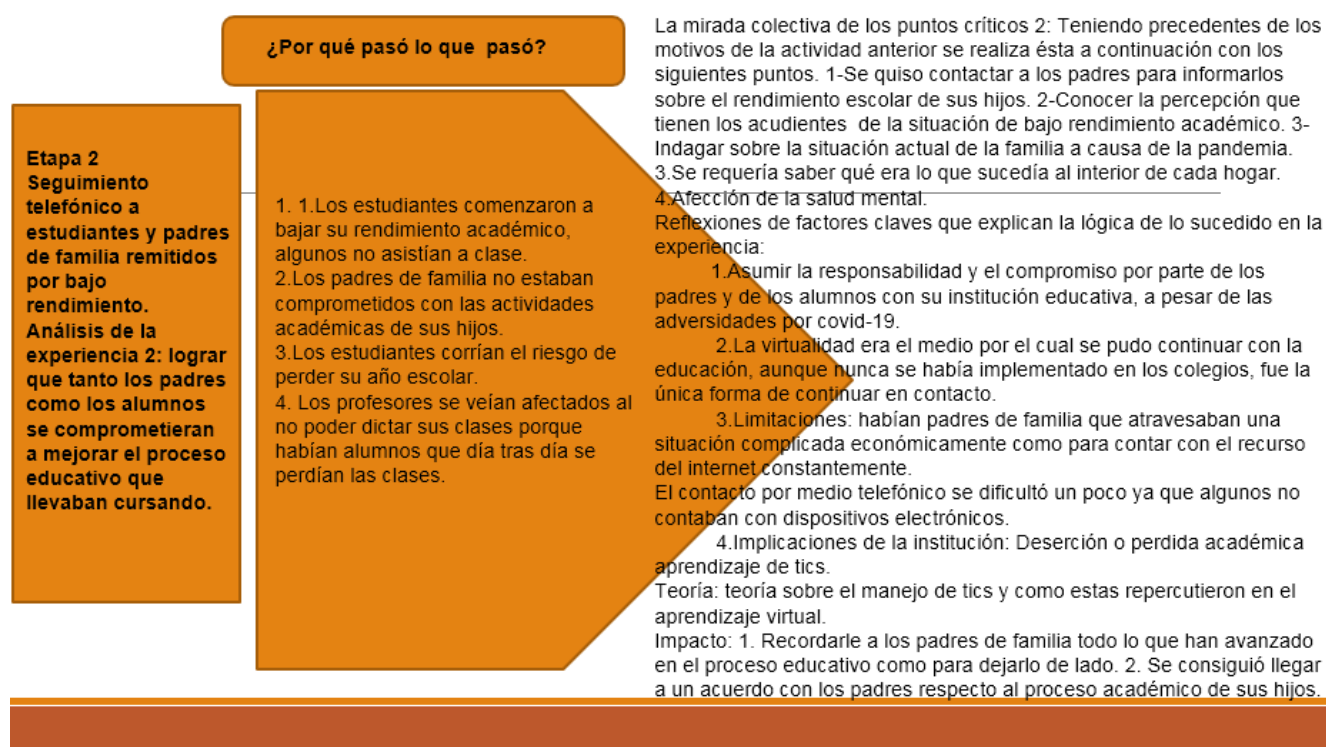 ¿Por qué pasó lo que  pasó?
Etapa 2
Seguimiento
telefónico a
estudiantes y padres
de familia remitidos
por bajo
rendimiento.
Análisis de la
experiencia 2: lograr
que tanto los padres
como los alumnos
se comprometieran
a mejorar el proceso
educativo que
llevaban cursando.
1. 1.Los estudiantes comenzaron a
bajar su rendimiento académico,
algunos no asistían a clase.
2.Los padres de familia no estaban
comprometidos con las actividades
académicas de sus hijos.
3.Los estudiantes corrían el riesgo de
perder su año escolar.
4. Los profesores se veían afectados al
no poder dictar sus clases porque
habían alumnos que día tras día se
perdían las clases.
La mirada colectiva de los puntos críticos 2: Teniendo precedentes de los
motivos de la actividad anterior se realiza ésta a continuación con los
siguientes puntos. 1-Se quiso contactar a los padres para informarlos
sobre el rendimiento escolar de sus hijos. 2-Conocer la percepción que
tienen los acudientes  de la situación de bajo rendimiento académico. 3-
Indagar sobre la situación actual de la familia a causa de la pandemia.
3.Se requería saber qué era lo que sucedía al interior de cada hogar.
4.Afección de la salud mental.
Reflexiones de factores claves que explican la lógica de lo sucedido en la
experiencia:
1.Asumir la responsabilidad y el compromiso por parte de los
padres y de los alumnos con su institución educativa, a pesar de las
adversidades por covid-19.
2.La virtualidad era el medio por el cual se pudo continuar con la
educación, aunque nunca se había implementado en los colegios, fue la
única forma de continuar en contacto.
3.Limitaciones: habían padres de familia que atravesaban una
situación complicada económicamente como para contar con el recurso
del internet constantemente.
El contacto por medio telefónico se dificultó un poco ya que algunos no
contaban con dispositivos electrónicos.
4.Implicaciones de la institución: Deserción o perdida académica
aprendizaje de tics.
Teoría: teoría sobre el manejo de tics y como estas repercutieron en el
aprendizaje virtual.
Impacto: 1. Recordarle a los padres de familia todo lo que han avanzado
en el proceso educativo como para dejarlo de lado. 2. Se consiguió llegar
a un acuerdo con los padres respecto al proceso académico de sus hijos.